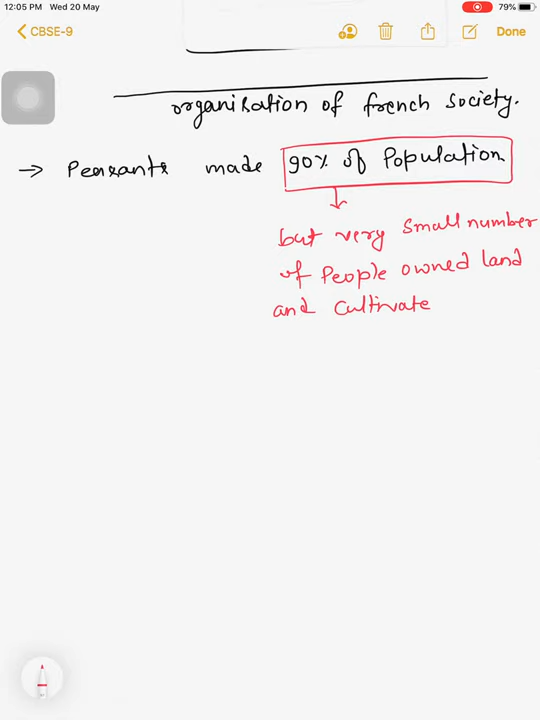 12:05 PM Wed 20 May
79%
CBSE-9
Done
organisation of french society.
→ Peasants made 90% of Population.
but very small number
of People owned land
and Cultivate